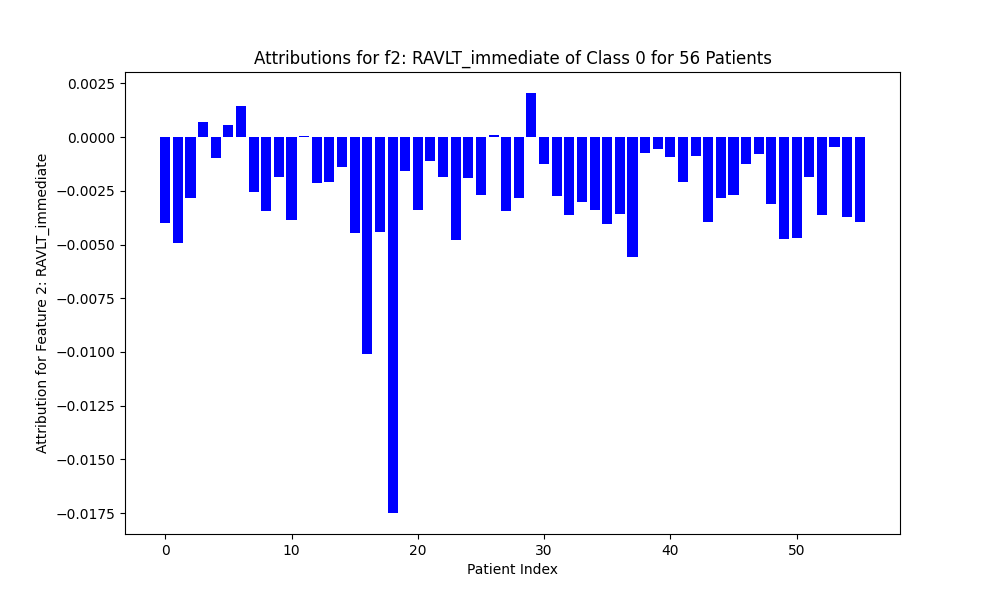 Attributions for f2: RAVLT_immediate of Class 0 for 56 Patients
Attribution for Feature 2: RAVLT_immediate
0.0025
0.0000
−0.0025
−0.0050
−0.0075
−0.0100
−0.0125
−0.0150
−0.0175
0 10 20 30 40 50
Patient Index